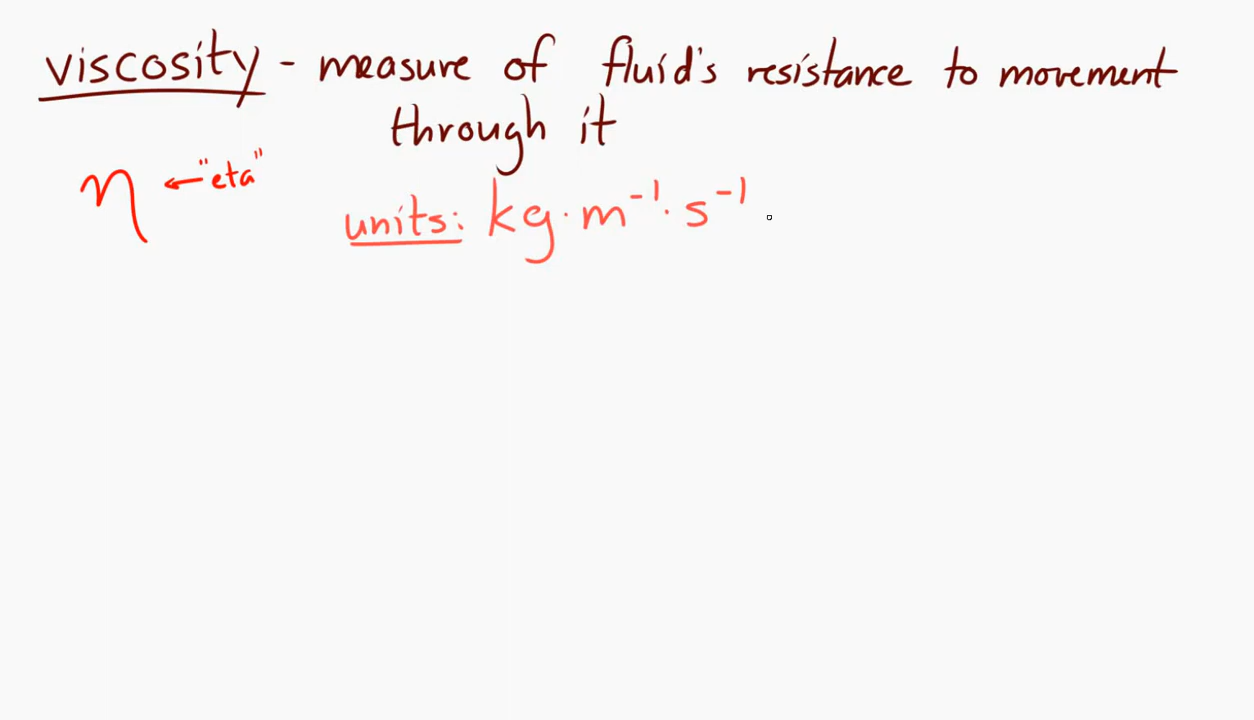 viscosity - measure of fluid's resistance to movement
through it
η ← "eta"
units: kg · m⁻¹ · s⁻¹